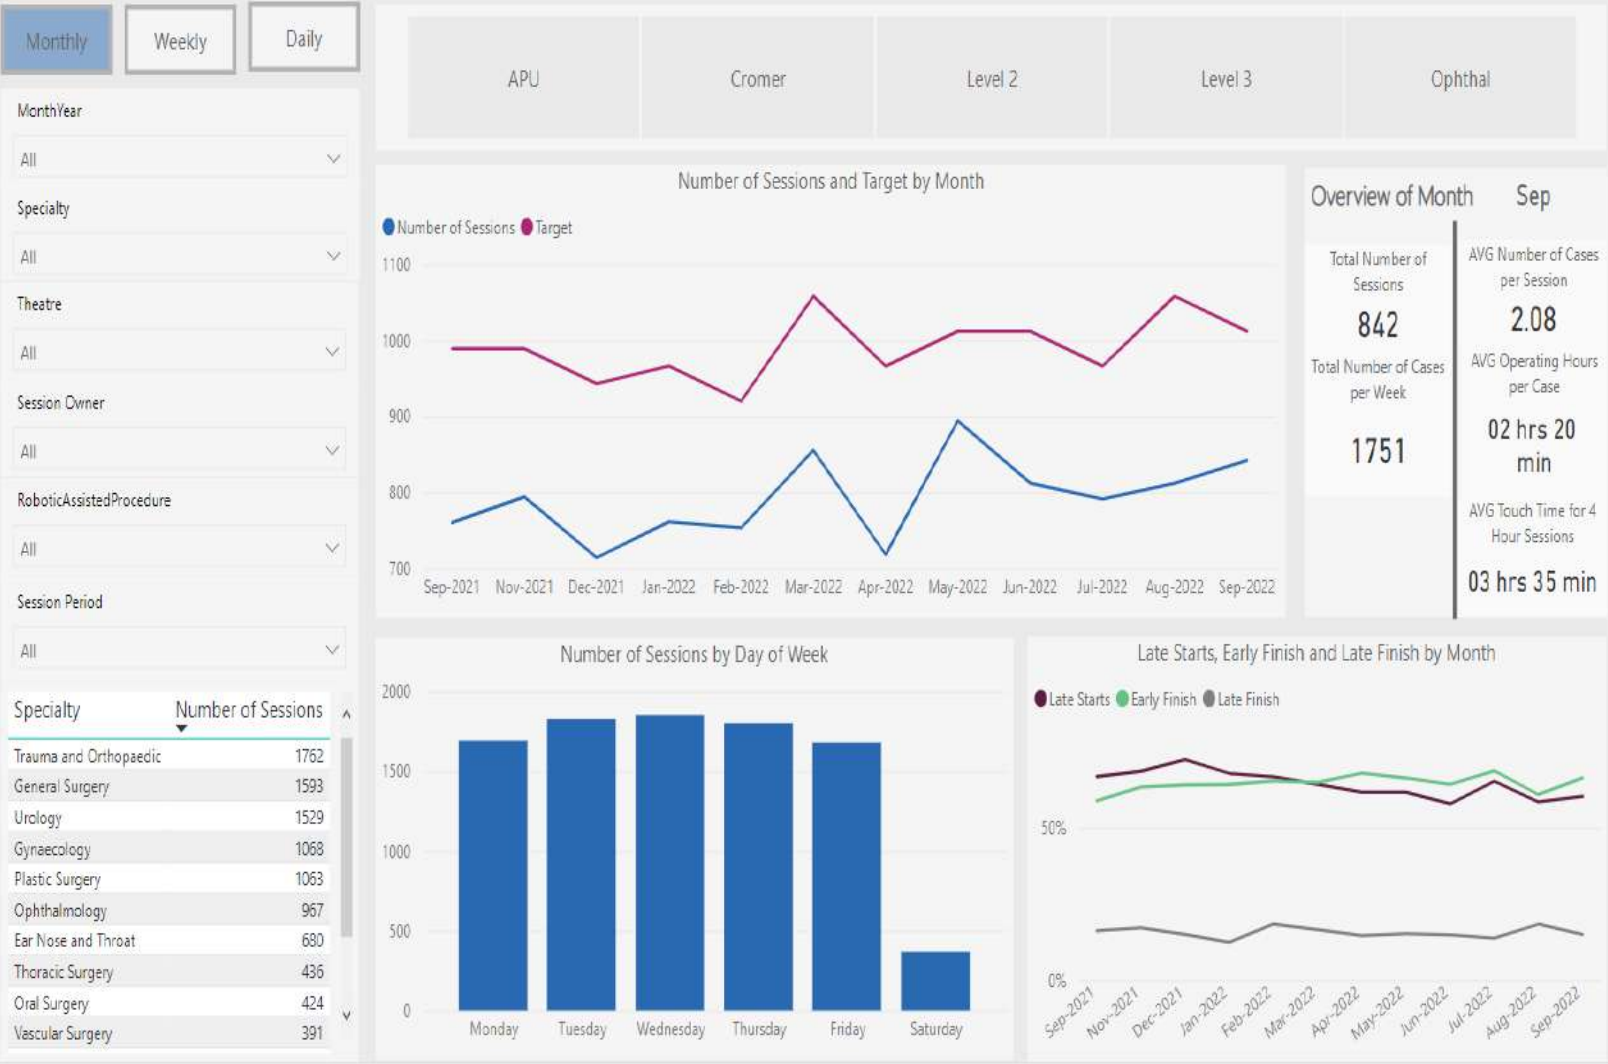 Monthly
Weekly
Daily
APU
Cromer
Level 2
Level 3
Ophthal
MonthYear
All
Specialty
All
Theatre
All
Session Owner
All
RoboticAssistedProcedure
All
Session Period
All
Specialty Number of Sessions
Trauma and Orthopaedic 1762
General Surgery 1593
Urology 1529
Gynaecology 1068
Plastic Surgery 1063
Ophthalmology 967
Ear Nose and Throat 680
Thoracic Surgery 436
Oral Surgery 424
Vascular Surgery 391
Number of Sessions and Target by Month
Number of Sessions Target
1100
1000
900
800
700
Sep-2021 Nov-2021 Dec-2021 Jan-2022 Feb-2022 Mar-2022 Apr-2022 May-2022 Jun-2022 Jul-2022 Aug-2022 Sep-2022
Overview of Month Sep
Total Number of
Sessions
842
Total Number of Cases
per Week
1751
AVG Number of Cases
per Session
2.08
AVG Operating Hours
per Case
02 hrs 20
min
AVG Touch Time for 4
Hour Sessions
03 hrs 35 min
Number of Sessions by Day of Week
2000
1500
1000
500
0
Monday Tuesday Wednesday Thursday Friday Saturday
Late Starts, Early Finish and Late Finish by Month
Late Starts Early Finish Late Finish
50%
0%
Sep-2021 Nov-2021 Dec-2021 Jan-2022 Feb-2022 Mar-2022 Apr-2022 May-2022 Jun-2022 Jul-2022 Aug-2022 Sep-2022